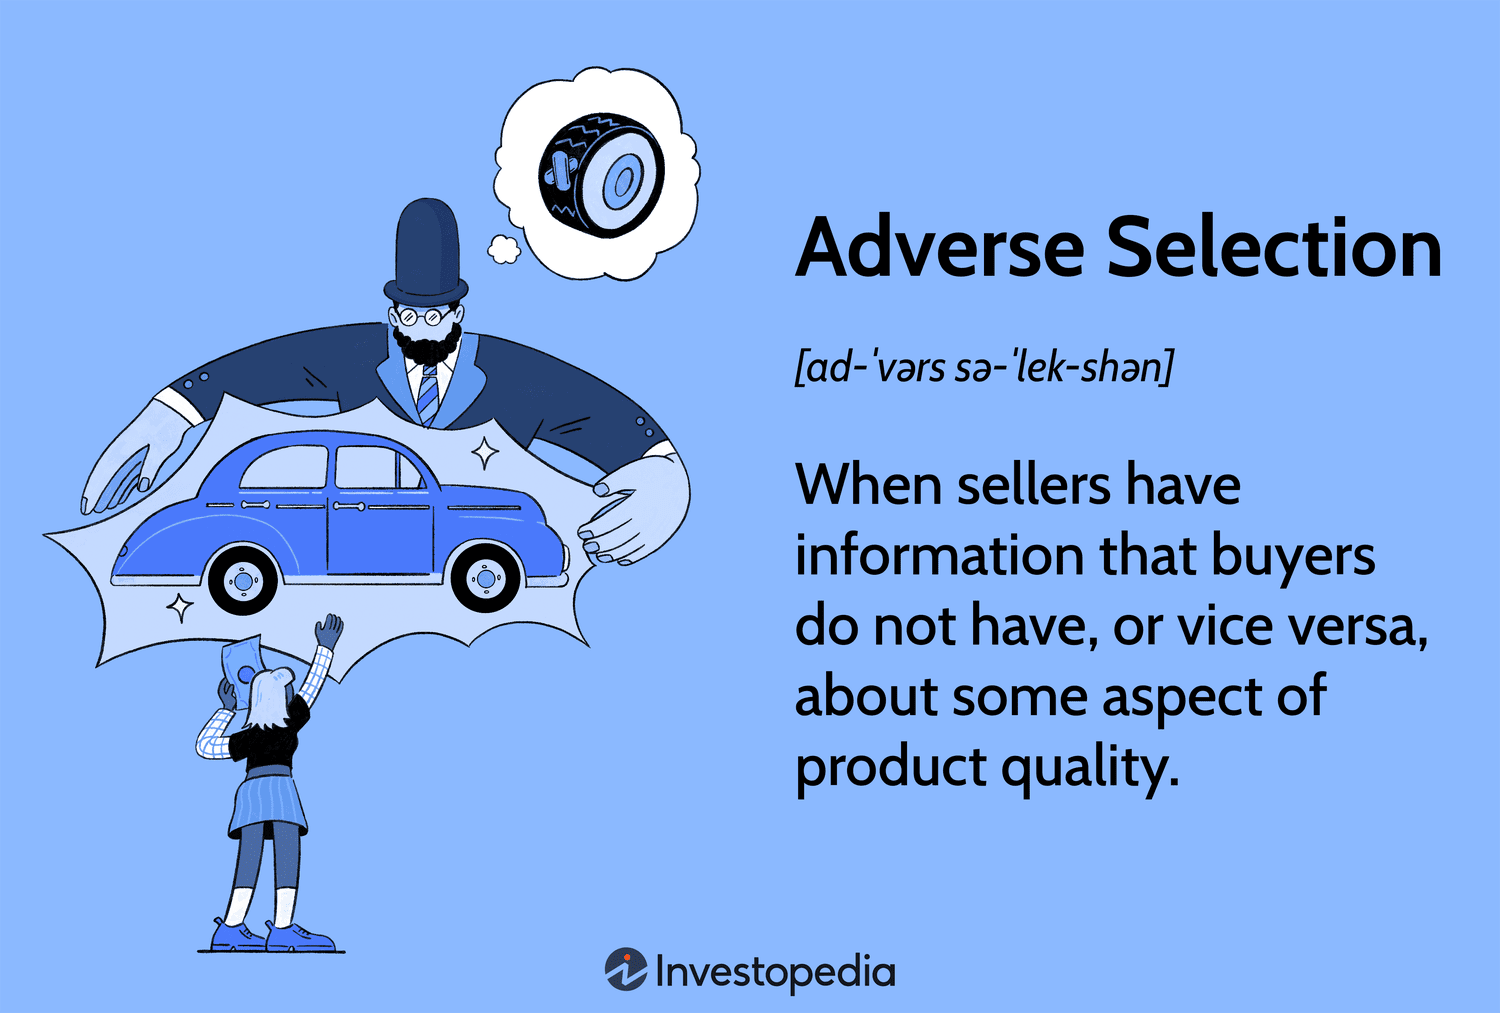 Adverse Selection
[ad-ˈvərs sə-ˈlek-shən]
When sellers have
information that buyers
do not have, or vice versa,
about some aspect of
product quality.
Investopedia